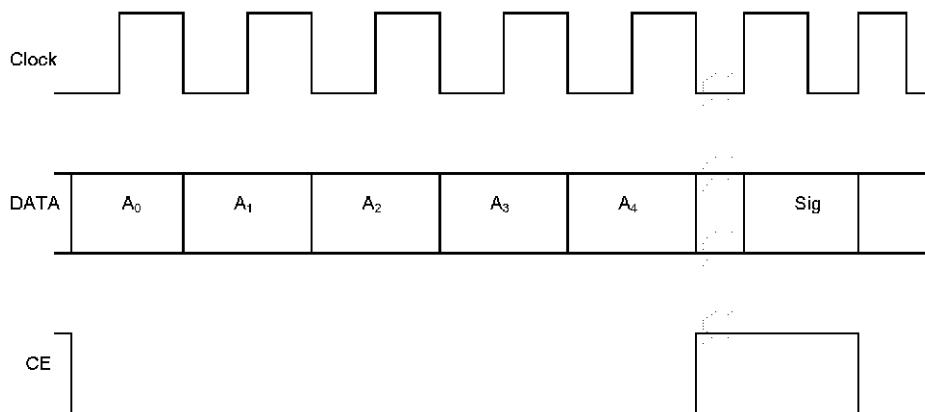 Clock
DATA A₀ A₁ A₂ A₃ A₄ Sig
CE